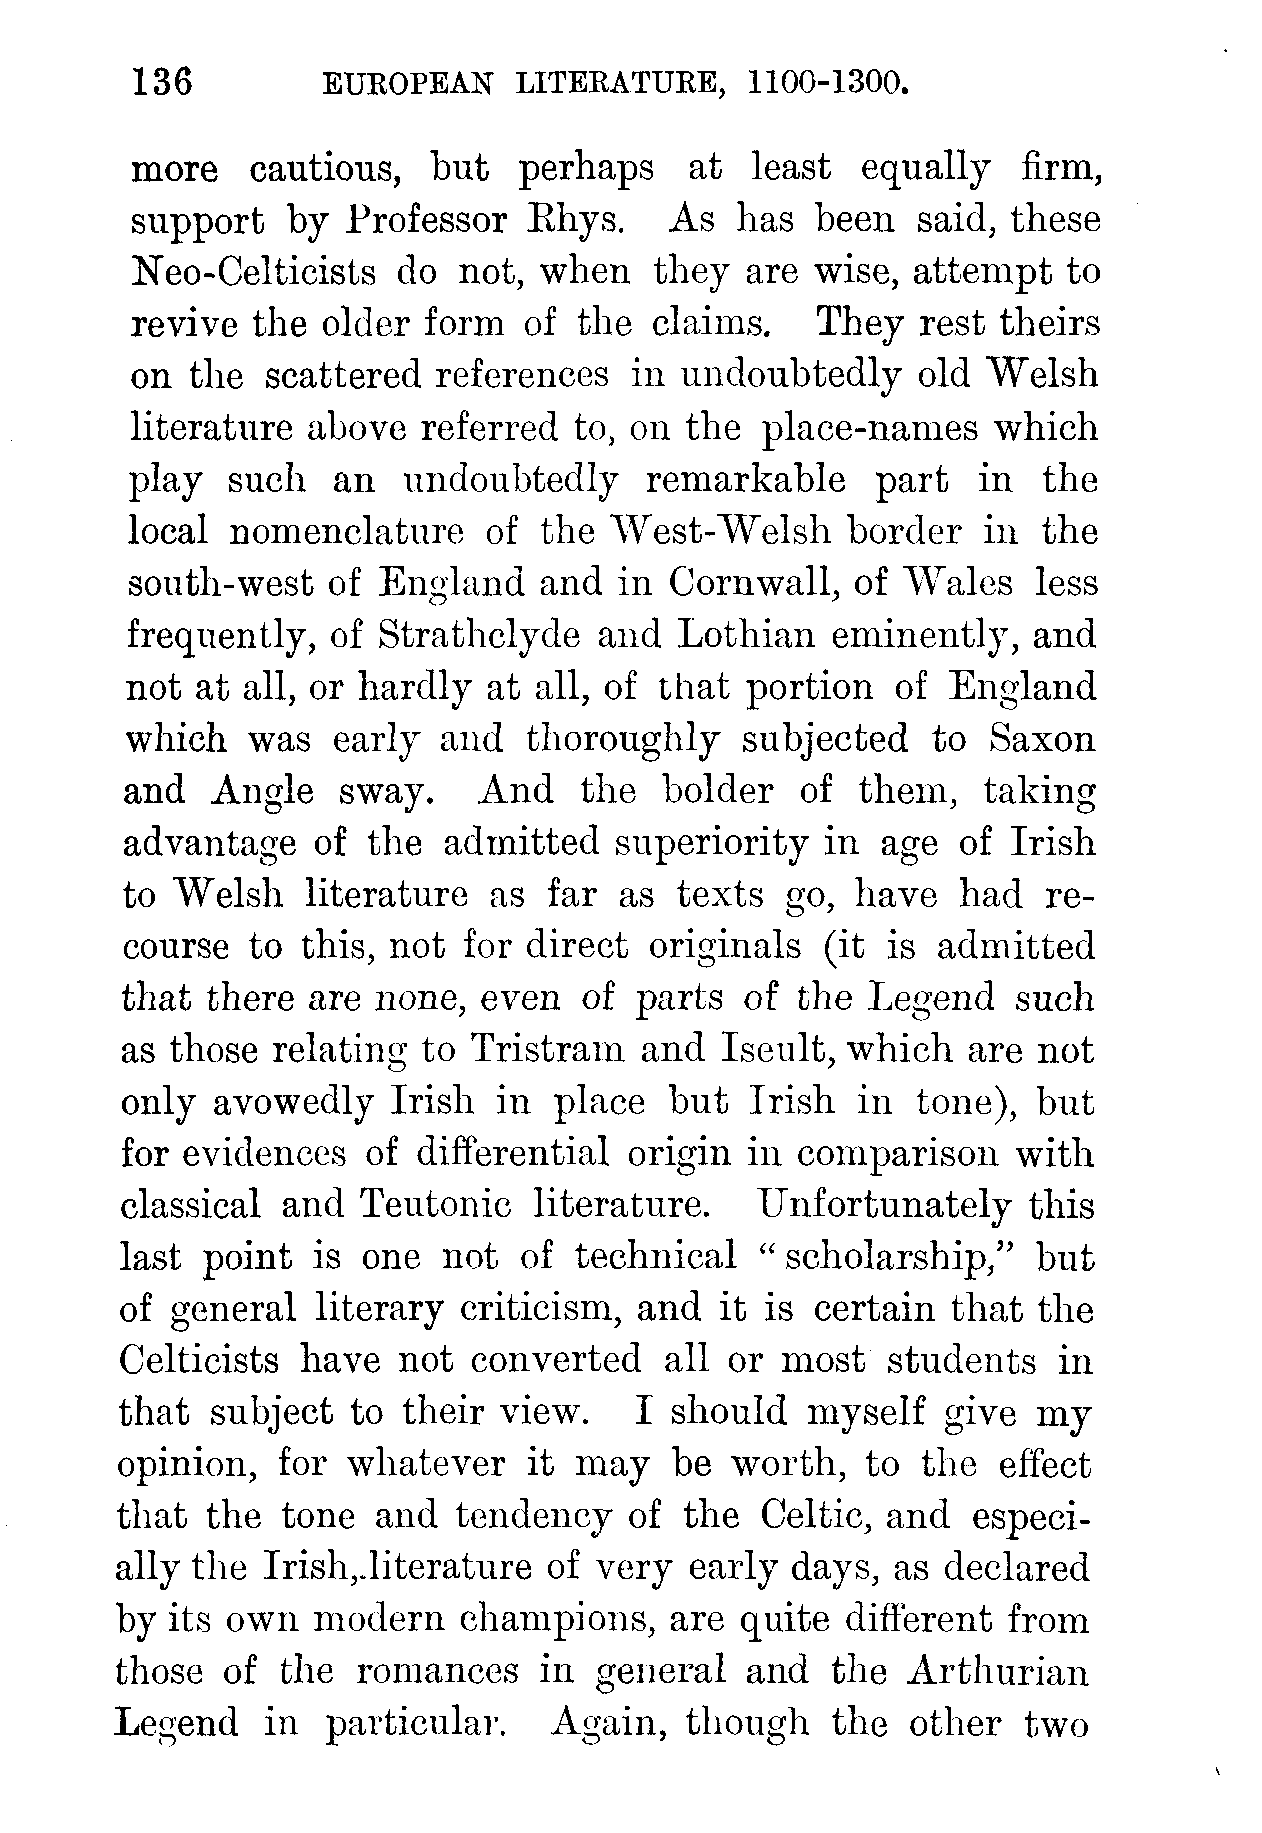 136 EUROPEAN LITERATURE, 1100-1300.
more cautious, but perhaps at least equally firm,
support by Professor Rhys. As has been said, these
Neo-Celticists do not, when they are wise, attempt to
revive the older form of the claims. They rest theirs
on the scattered references in undoubtedly old Welsh
literature above referred to, on the place-names which
play such an undoubtedly remarkable part in the
local nomenclature of the West-Welsh border in the
south-west of England and in Cornwall, of Wales less
frequently, of Strathclyde and Lothian eminently, and
not at all, or hardly at all, of that portion of England
which was early and thoroughly subjected to Saxon
and Angle sway. And the bolder of them, taking
advantage of the admitted superiority in age of Irish
to Welsh literature as far as texts go, have had re-
course to this, not for direct originals (it is admitted
that there are none, even of parts of the Legend such
as those relating to Tristram and Iseult, which are not
only avowedly Irish in place but Irish in tone), but
for evidences of differential origin in comparison with
classical and Teutonic literature. Unfortunately this
last point is one not of technical “scholarship,” but
of general literary criticism, and it is certain that the
Celticists have not converted all or most students in
that subject to their view. I should myself give my
opinion, for whatever it may be worth, to the effect
that the tone and tendency of the Celtic, and especi-
ally the Irish, literature of very early days, as declared
by its own modern champions, are quite different from
those of the romances in general and the Arthurian
Legend in particular. Again, though the other two